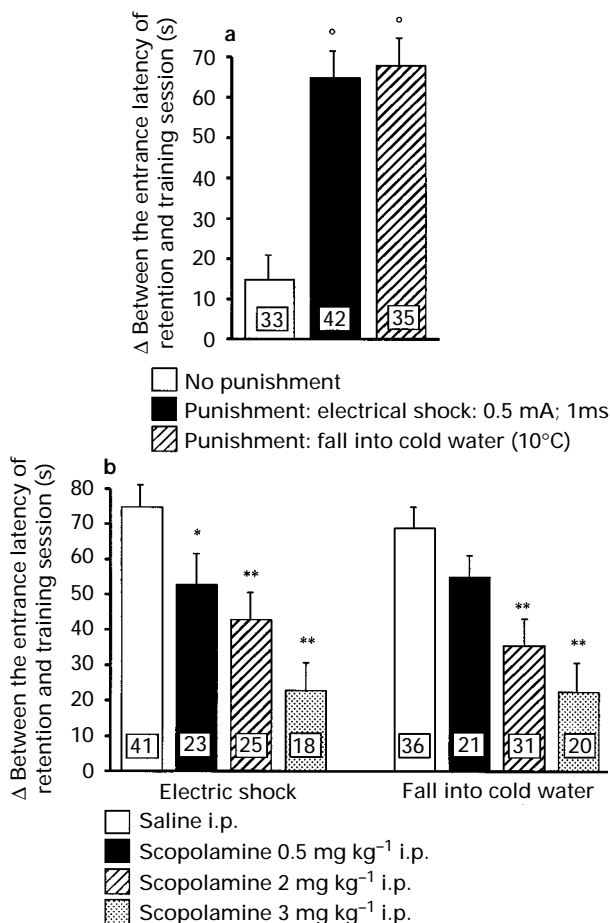 a
Δ Between the entrance latency of
retention and training session (s)
70
60
50
40
30
20
10
0
° °
33 42 35
No punishment
Punishment: electrical shock: 0.5 mA; 1ms
Punishment: fall into cold water (10°C)
b
Δ Between the entrance latency of
retention and training session (s)
80
70
60
50
40
30
20
10
0
* ** ** ** **
41 23 25 18 36 21 31 20
Electric shock Fall into cold water
Saline i.p.
Scopolamine 0.5 mg kg⁻¹ i.p.
Scopolamine 2 mg kg⁻¹ i.p.
Scopolamine 3 mg kg⁻¹ i.p.